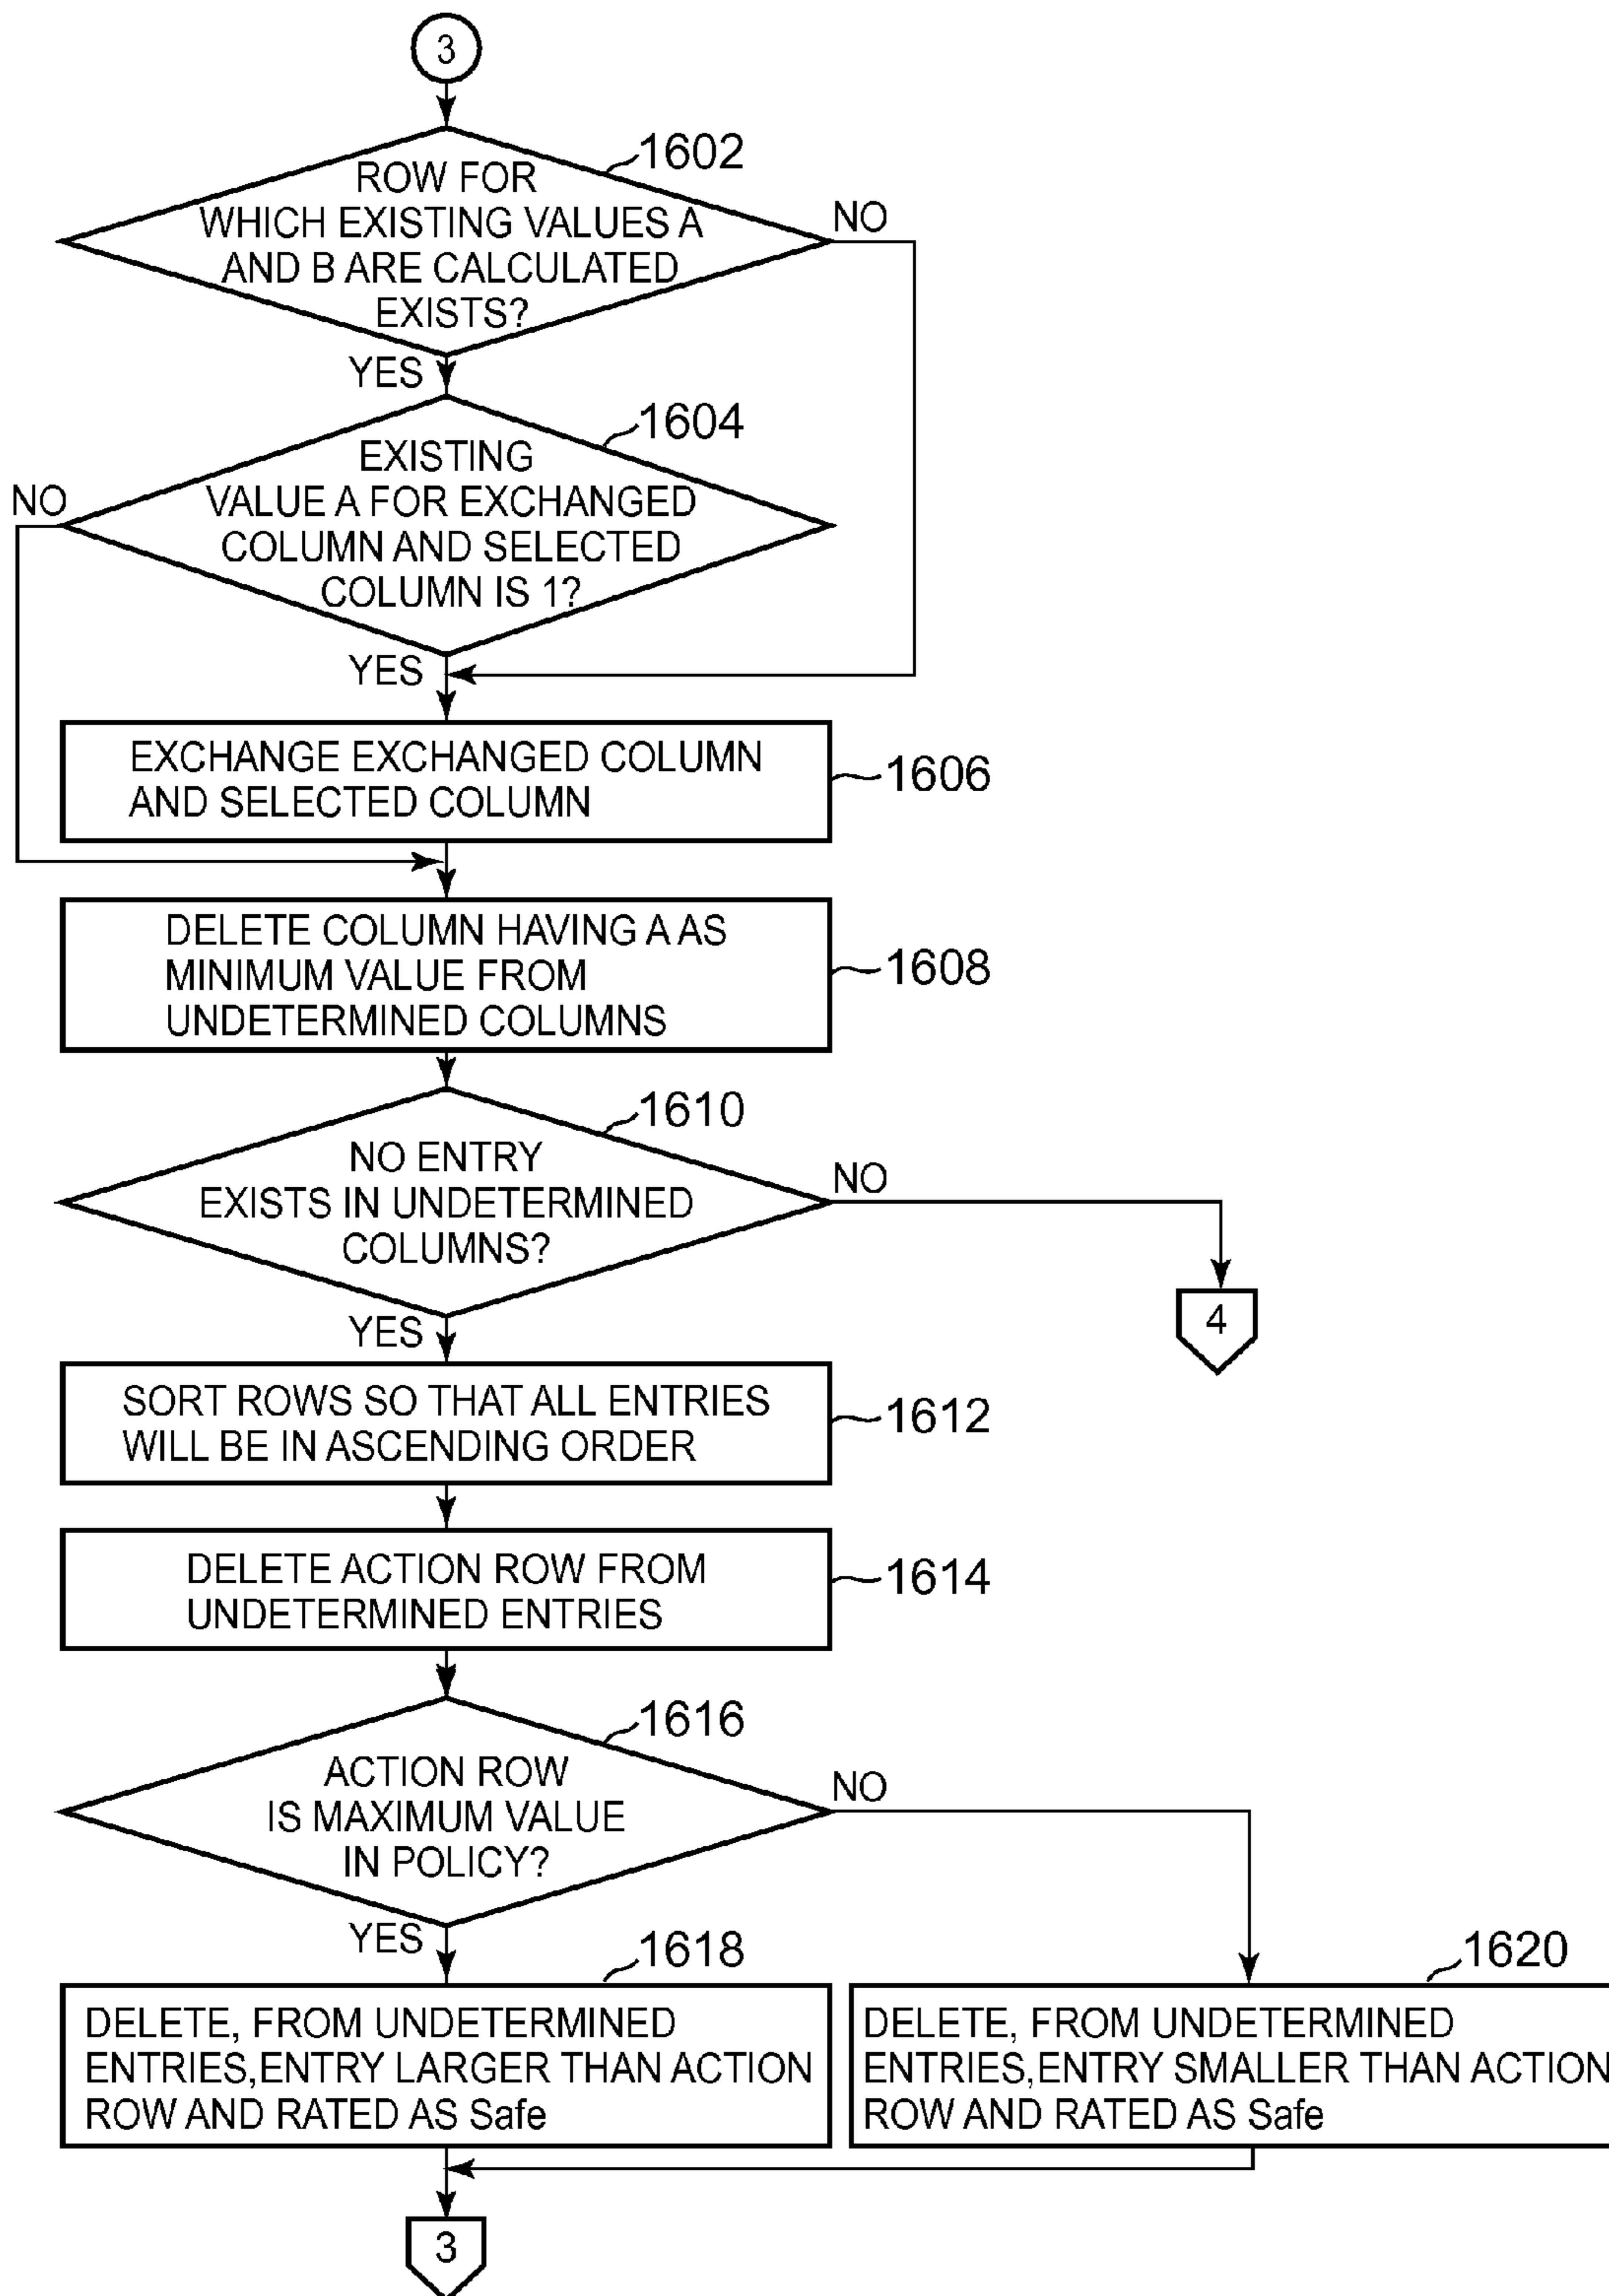 3
1602
ROW FOR
WHICH EXISTING VALUES A
AND B ARE CALCULATED
EXISTS?
NO
YES
1604
EXISTING
VALUE A FOR EXCHANGED
COLUMN AND SELECTED
COLUMN IS 1?
NO
YES
EXCHANGE EXCHANGED COLUMN
AND SELECTED COLUMN
1606
DELETE COLUMN HAVING A AS
MINIMUM VALUE FROM
UNDETERMINED COLUMNS
1608
1610
NO ENTRY
EXISTS IN UNDETERMINED
COLUMNS?
NO
4
YES
SORT ROWS SO THAT ALL ENTRIES
WILL BE IN ASCENDING ORDER
1612
DELETE ACTION ROW FROM
UNDETERMINED ENTRIES
1614
1616
ACTION ROW
IS MAXIMUM VALUE
IN POLICY?
NO
YES
1618
DELETE, FROM UNDETERMINED
ENTRIES,ENTRY LARGER THAN ACTION
ROW AND RATED AS Safe
1620
DELETE, FROM UNDETERMINED
ENTRIES,ENTRY SMALLER THAN ACTION
ROW AND RATED AS Safe
3